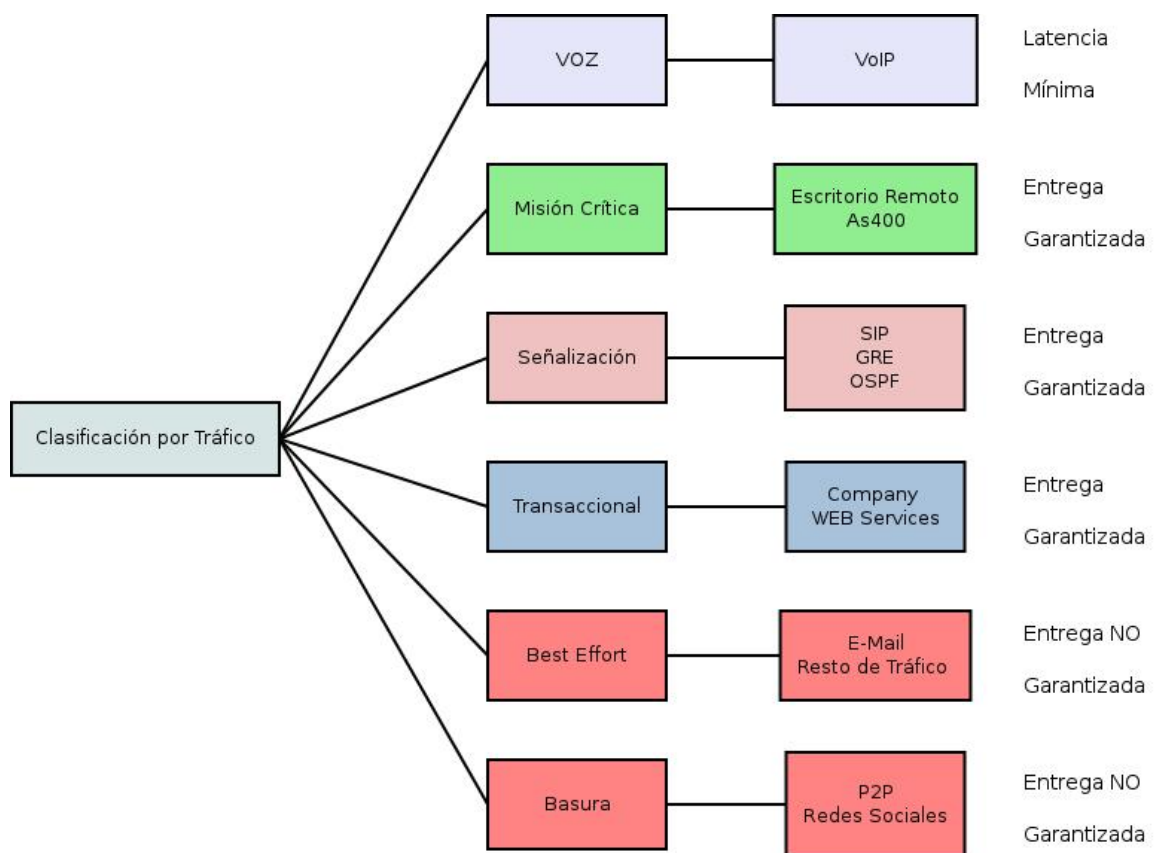 VOZ
VoIP
Latencia
Mínima
Misión Crítica
Escritorio Remoto
As400
Entrega
Garantizada
Señalización
SIP
GRE
OSPF
Entrega
Garantizada
Clasificación por Tráfico
Transaccional
Company
WEB Services
Entrega
Garantizada
Best Effort
E-Mail
Resto de Tráfico
Entrega NO
Garantizada
Basura
P2P
Redes Sociales
Entrega NO
Garantizada